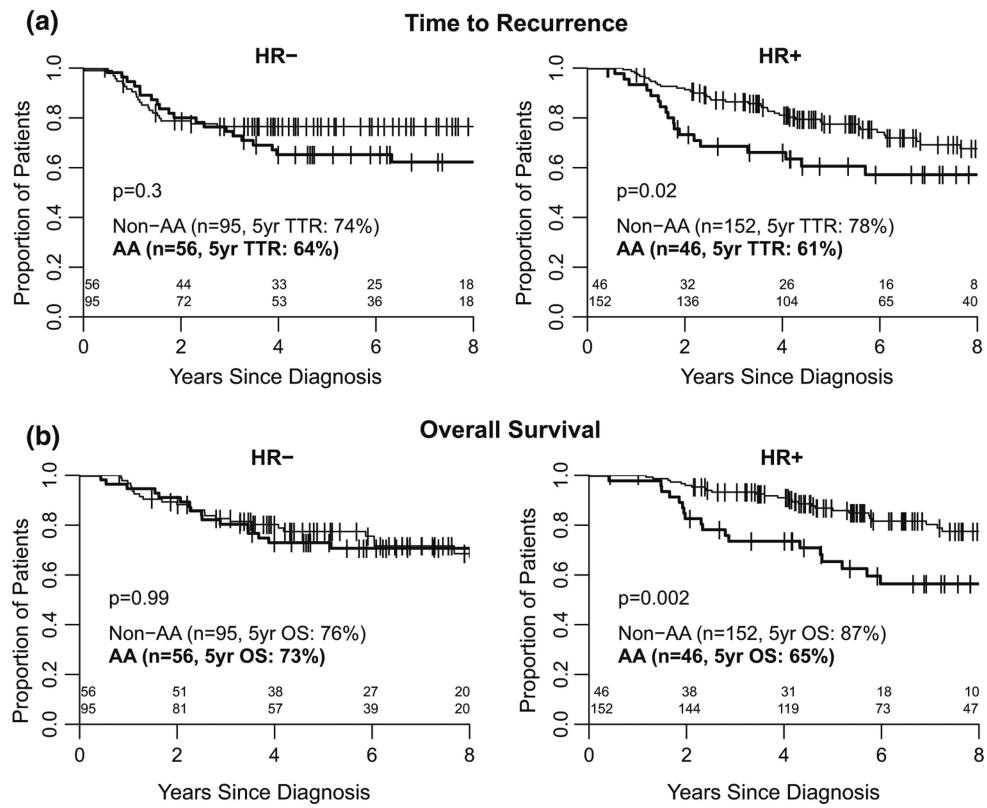 (a)
Time to Recurrence
HR−
HR+
Proportion of Patients
1.0
0.8
0.6
0.4
0.2
0.0
p=0.3
Non−AA (n=95, 5yr TTR: 74%)
AA (n=56, 5yr TTR: 64%)
56 44 33 25 18
95 72 53 36 18
0 2 4 6 8
Years Since Diagnosis
Proportion of Patients
1.0
0.8
0.6
0.4
0.2
0.0
p=0.02
Non−AA (n=152, 5yr TTR: 78%)
AA (n=46, 5yr TTR: 61%)
46 32 26 16 8
152 136 104 65 40
0 2 4 6 8
Years Since Diagnosis
(b)
Overall Survival
HR−
HR+
Proportion of Patients
1.0
0.8
0.6
0.4
0.2
0.0
p=0.99
Non−AA (n=95, 5yr OS: 76%)
AA (n=56, 5yr OS: 73%)
56 51 38 27 20
95 81 57 39 20
0 2 4 6 8
Years Since Diagnosis
Proportion of Patients
1.0
0.8
0.6
0.4
0.2
0.0
p=0.002
Non−AA (n=152, 5yr OS: 87%)
AA (n=46, 5yr OS: 65%)
46 38 31 18 10
152 144 119 73 47
0 2 4 6 8
Years Since Diagnosis